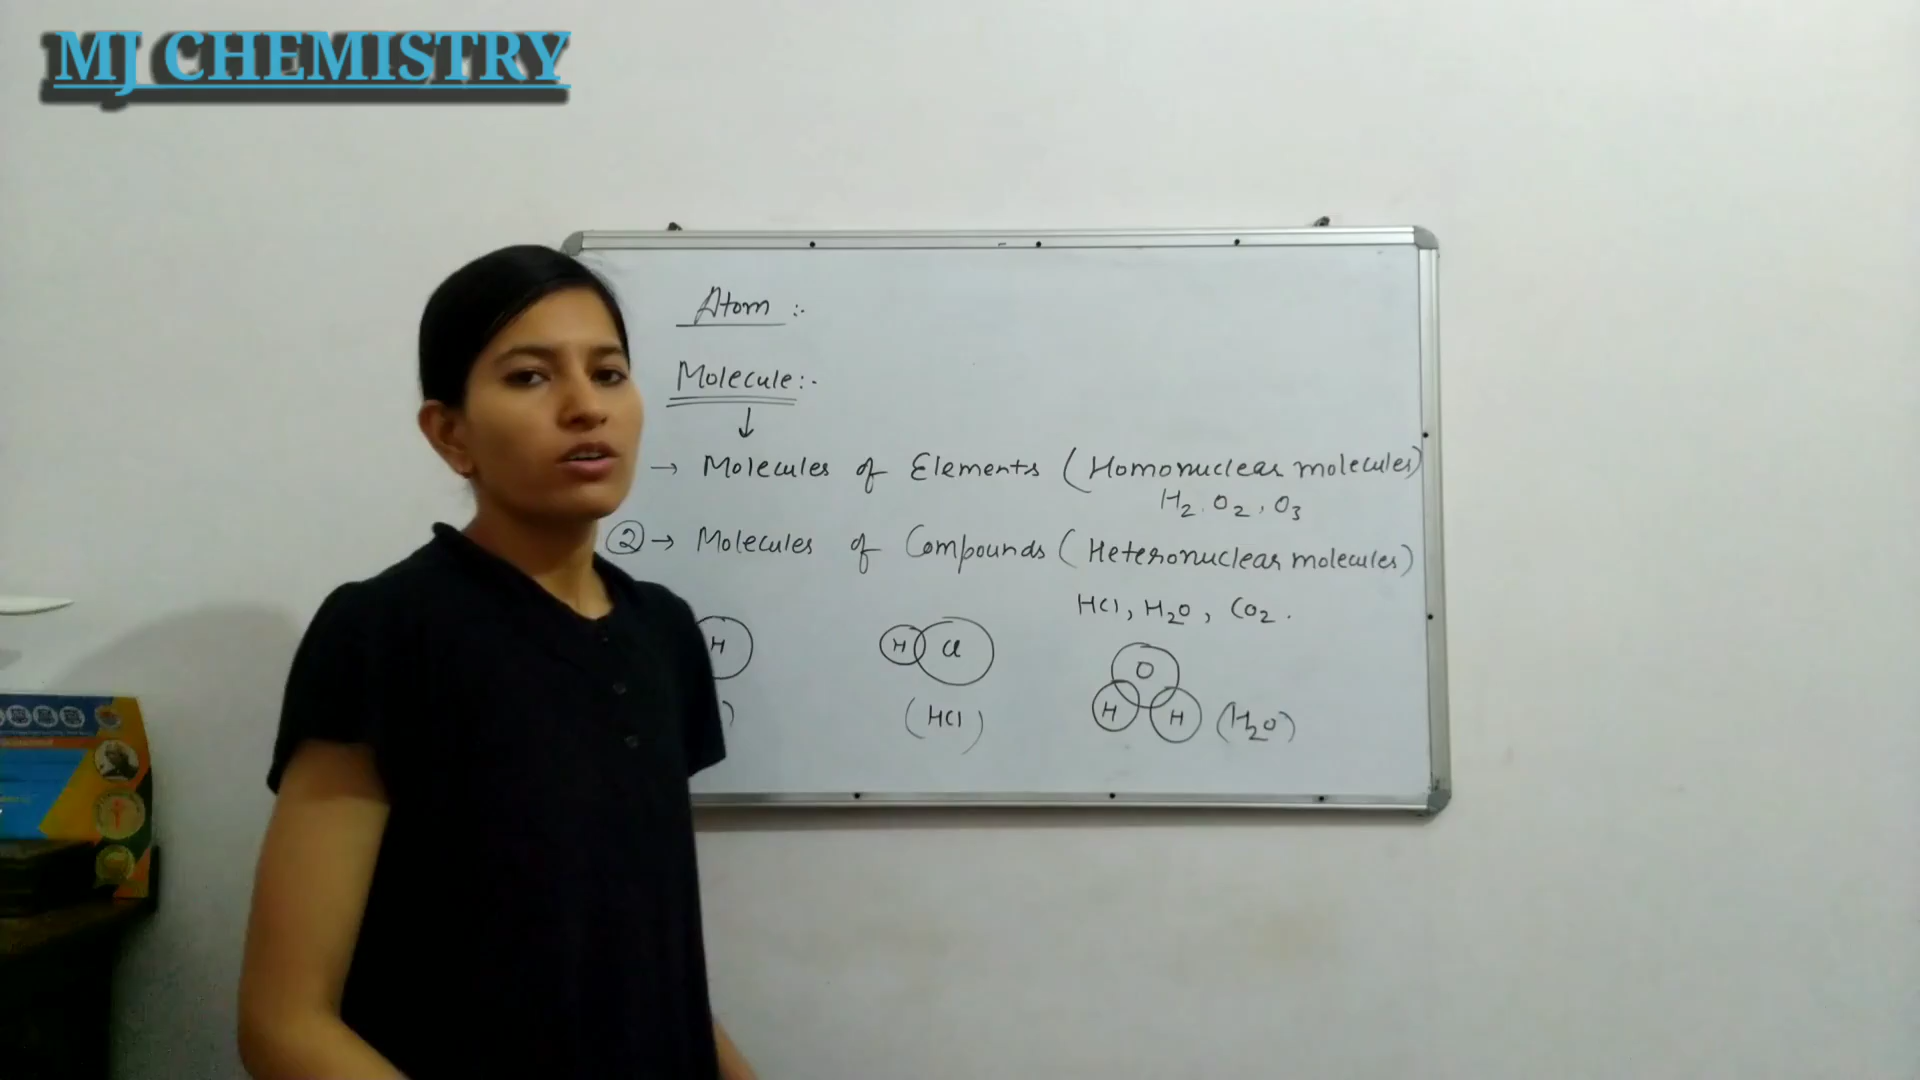 MJ CHEMISTRY
Atom :-
Molecule:-
↓
→ Molecules of Elements (Homonuclear molecules)
H2, O2, O3
② → Molecules of Compounds (Heteronuclear molecules)
HCl, H2O, CO2.
H
H Cl
O
H H
)
(HCl)
(H2O)